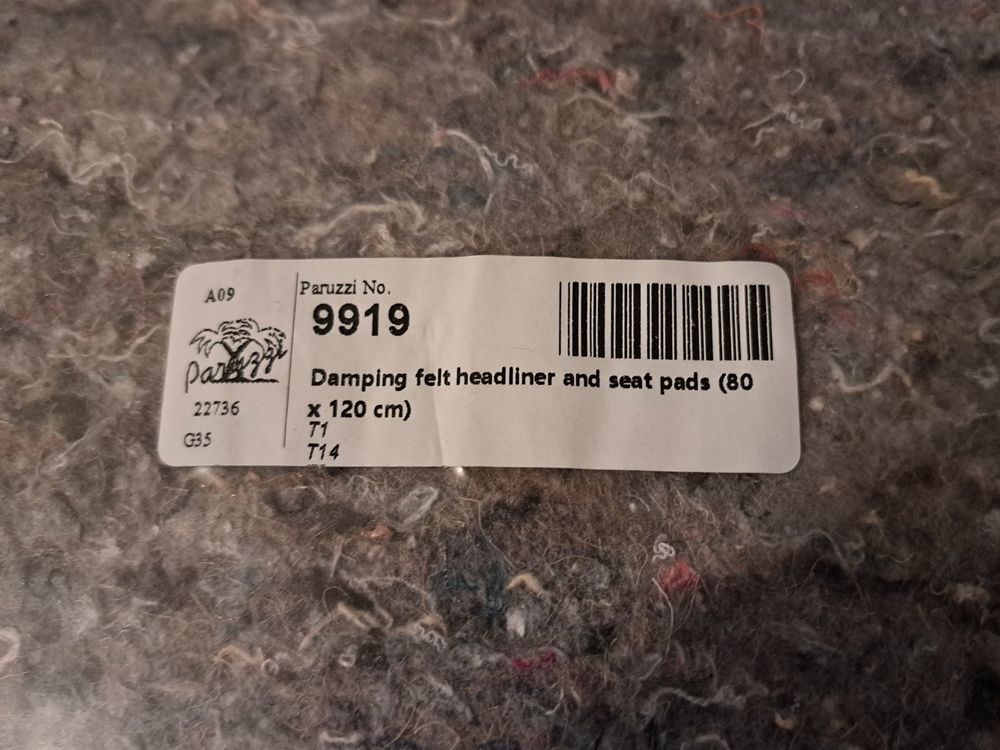 A09
Paruzzi
22736
G35
Paruzzi No.
9919
Damping felt headliner and seat pads (80
x 120 cm)
T1
T14